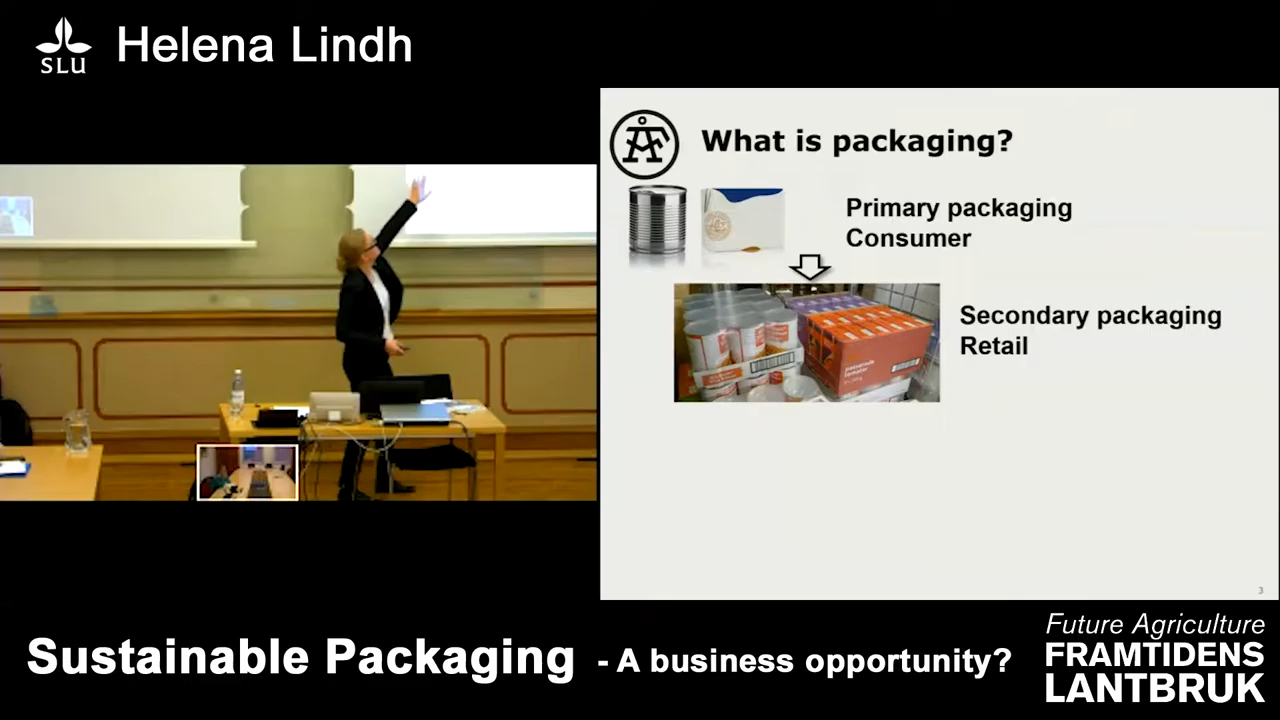 SLU
Helena Lindh
What is packaging?
Primary packaging
Consumer
Secondary packaging
Retail
3
Sustainable Packaging - A business opportunity?
Future Agriculture
FRAMTIDENS
LANTBRUK